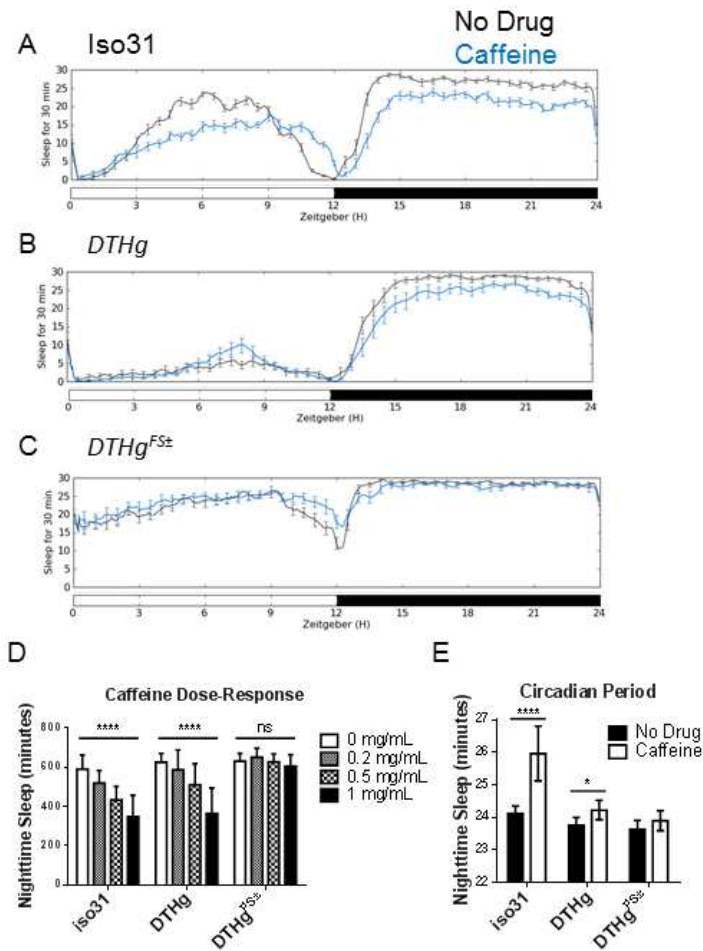 A Iso31 No Drug
Caffeine
Sleep for 30 min
30
25
20
15
10
5
0
0 3 6 9 12 15 18 21 24
Zeitgeber (H)
B DTHg
Sleep for 30 min
30
25
20
15
10
5
0
0 3 6 9 12 15 18 21 24
Zeitgeber (H)
C DTHgFS±
Sleep for 30 min
30
25
20
15
10
5
0
0 3 6 9 12 15 18 21 24
Zeitgeber (H)
D
Caffeine Dose-Response
Nighttime Sleep (minutes)
800
600
400
200
0
**** **** ns
0 mg/mL
0.2 mg/mL
0.5 mg/mL
1 mg/mL
iso31 DTHg DTHgFS±
E
Circadian Period
Nighttime Sleep (minutes)
27
26
25
24
23
22
****
*
No Drug
Caffeine
iso31 DTHg DTHgFS±